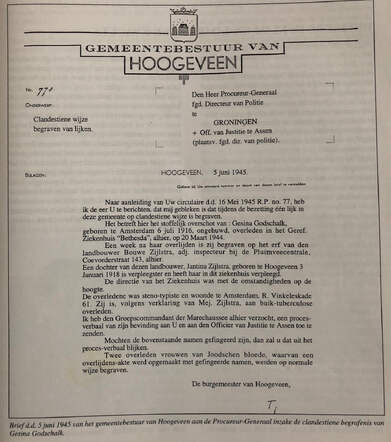 GEMEENTEBESTUUR VAN
HOOGEVEEN
Nr. 77a
ONDERWERP:
Clandestiene wijze
begraven van lijken.
Den Heer Procureur-Generaal
fgd. Directeur van Politie
te
GRONINGEN
+ Off. van Justitie te Assen
(plantsv. fgd. dir. van politie).
BIJLAGEN:
HOOGEVEEN, 5 juni 1945.
Naar aanleiding van Uw circulaire d.d. 16 Mei 1945 R.P. no. 77, heb
ik de eer U te berichten, dat mij gebleken is dat tijdens de bezetting één lijk in
deze gemeente op clandestiene wijze is begraven.
Het betreft hier het stoffelijk overschot van : Gesina Godschalk,
geboren te Amsterdam 6 juli 1916, ongehuwd, overleden in het Geref.
Ziekenhuis "Bethesda", alhier, op 20 Maart 1944.
Een week na haar overlijden is zij begraven op het erf van den
landbouwer Bouwe Zijlstra, adj. inspecteur bij de Pluimveecentrale,
Coevorderstraat 143, alhier.
Een dochter van dezen landbouwer, Jantina Zijlstra, geboren te Hoogeveen 3
Januari 1918 is verpleegster en heeft haar in dit ziekenhuis verpleegd.
De directie van het Ziekenhuis was met de omstandigheden op de
hoogte.
De overledene was steno-typiste en woonde te Amsterdam, R. Vinkeleskade
61. Zij is, volgens verklaring van Mej. Zijlstra, aan buik-tuberculose
overleden.
Ik heb den Groepscommandant der Marechaussee alhier verzocht, een proces-
verbaal van zijn bevinding aan U en aan den Officier van Justitie te Assen toe te
zenden.
Mochten de bovenstaande namen gefingeerd zijn, dan zal u dat uit het
proces-verbaal blijken.
Twee overleden vrouwen van Joodschen bloede, waarvan een
overlijdens-akte werd opgemaakt met gefingeerde namen, werden op normale
wijze begraven.
De burgemeester van Hoogeveen,
Brief d.d. 5 juni 1945 van het gemeentebestuur van Hoogeveen aan de Procureur-Generaal inzake de clandestiene begrafenis van
Gesina Godschalk.